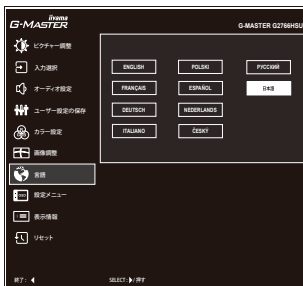 iiyama
G-MASTER
G-MASTER G2766HSU
ピクチャー調整
入力選択
オーディオ設定
ユーザー設定の保存
カラー設定
画像調整
言語
設定メニュー
表示情報
リセット
ENGLISH
POLSKI
РУССКИЙ
FRANÇAIS
ESPAÑOL
日本語
DEUTSCH
NEDERLANDS
ITALIANO
ČESKÝ
終了 :
SELECT : / 押す